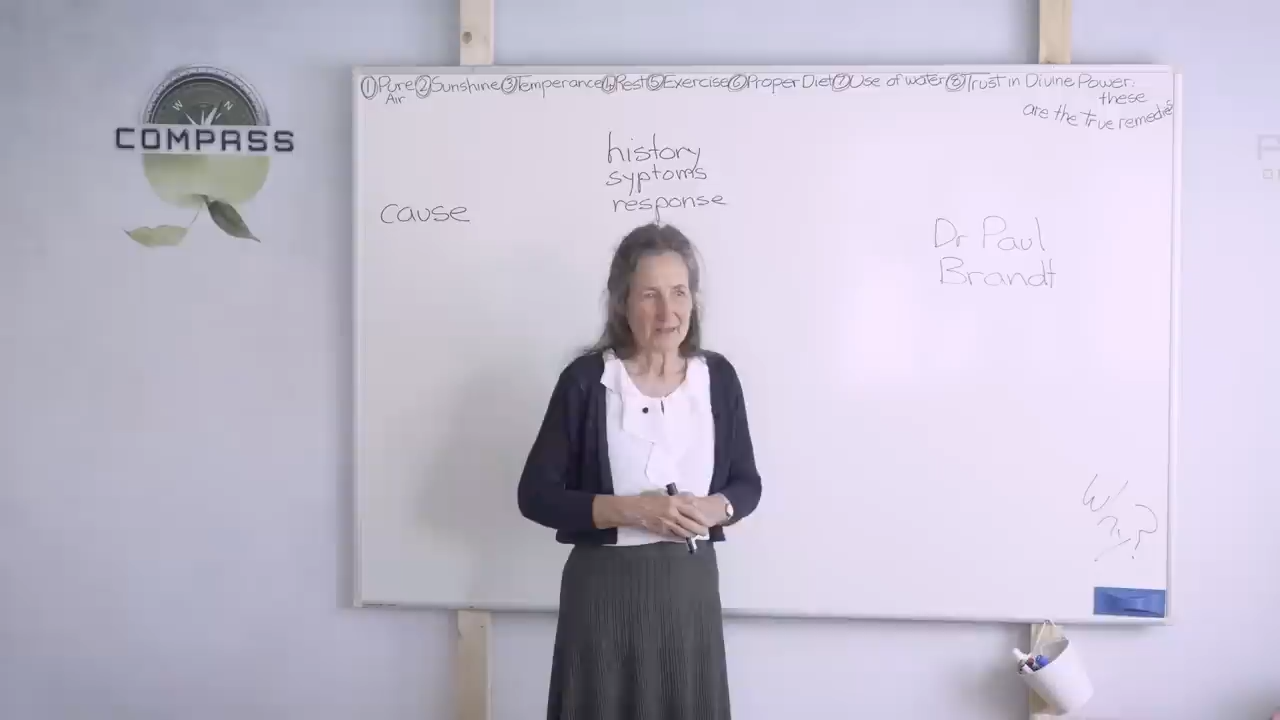 ①Pure ②Sunshine ③Temperance ④Rest ⑤Exercise ⑥Proper Diet ⑦Use of water ⑧Trust in Divine Power.
Air
these
are the True remedies
W N
COMPASS
history
syptoms
response
cause
Dr Paul
Brandt